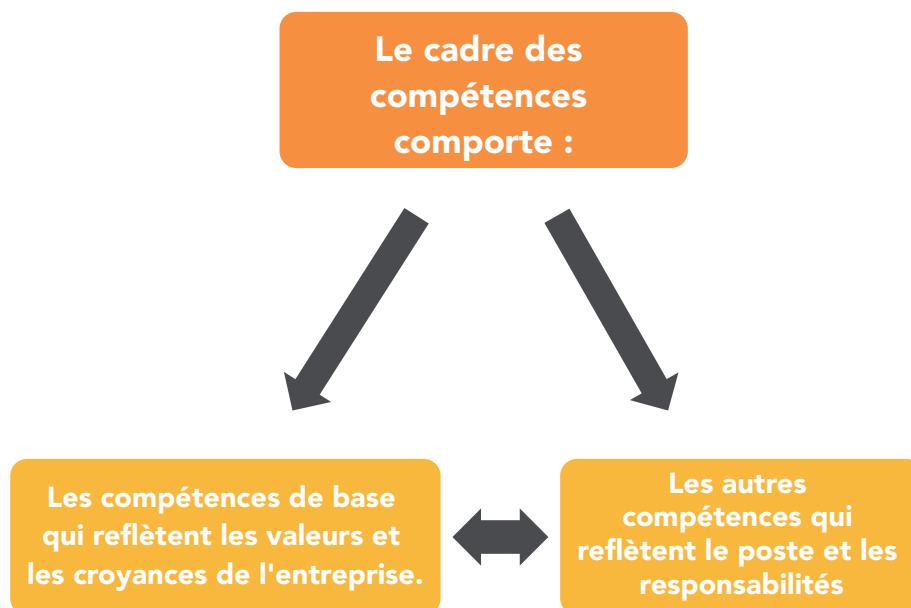 Le cadre des
compétences
comporte :
Les compétences de base
qui reflètent les valeurs et
les croyances de l'entreprise.
Les autres
compétences qui
reflètent le poste et les
responsabilités